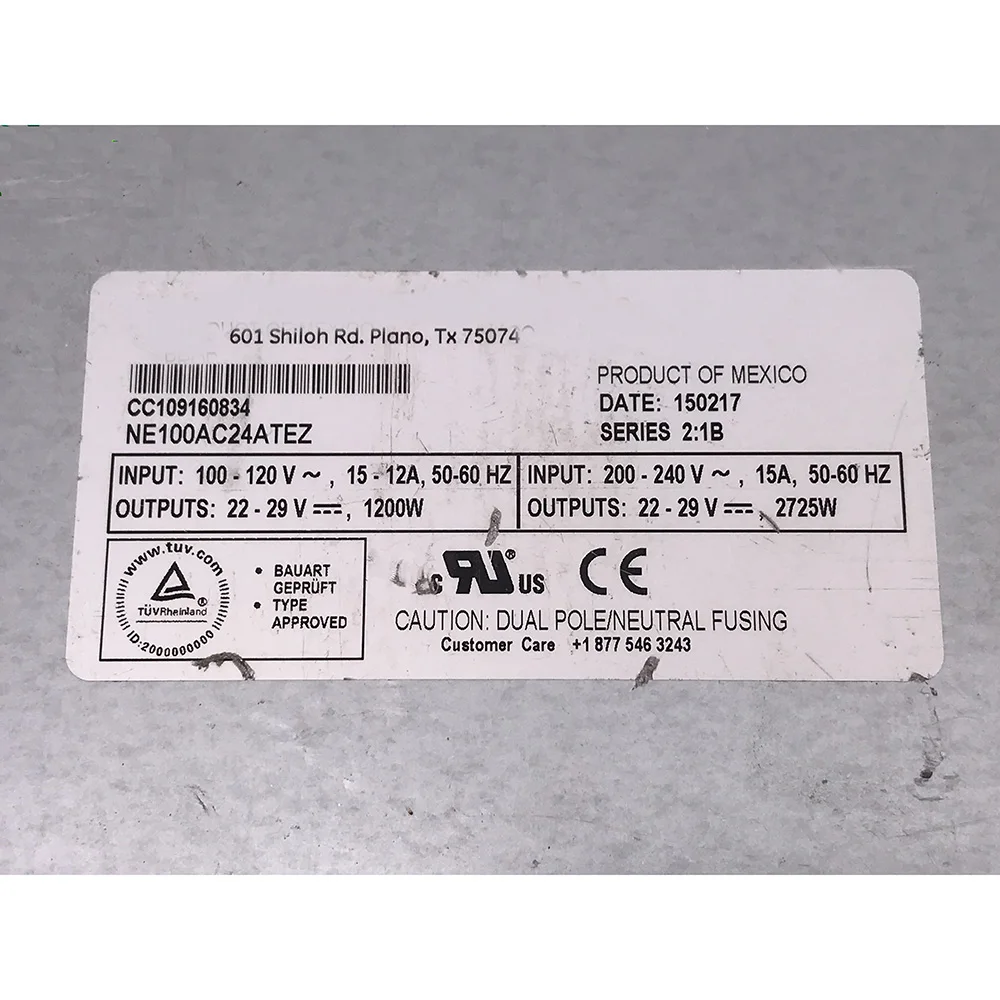 601 Shiloh Rd. Plano, Tx 75074
CC109160834
NE100AC24ATEZ
PRODUCT OF MEXICO
DATE: 150217
SERIES 2:1B
INPUT: 100 - 120 V ~ , 15 - 12A, 50-60 HZ
OUTPUTS: 22 - 29 V ⎓, 1200W
INPUT: 200 - 240 V ~ , 15A, 50-60 HZ
OUTPUTS: 22 - 29 V ⎓, 2725W
www.tuv.com
TÜVRheinland®
ID:2000000000
• BAUART
GEPRÜFT
• TYPE
APPROVED
c RU® US CE
CAUTION: DUAL POLE/NEUTRAL FUSING
Customer Care +1 877 546 3243